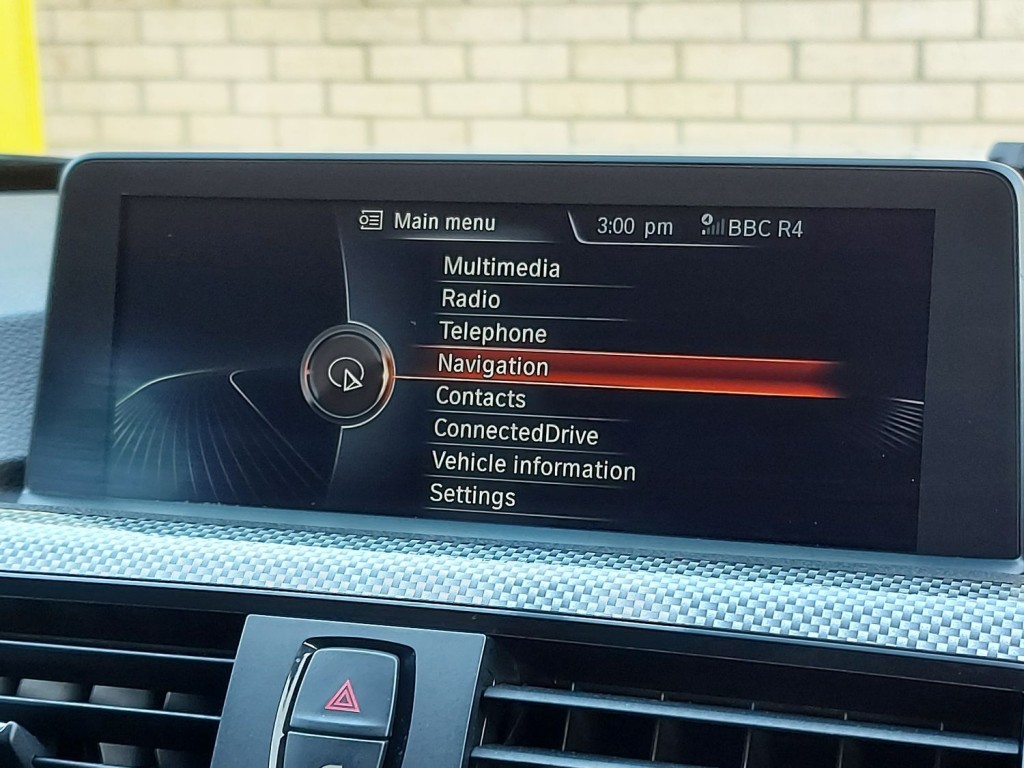 Main menu 3:00 pm BBC R4
Multimedia
Radio
Telephone
Navigation
Contacts
ConnectedDrive
Vehicle information
Settings